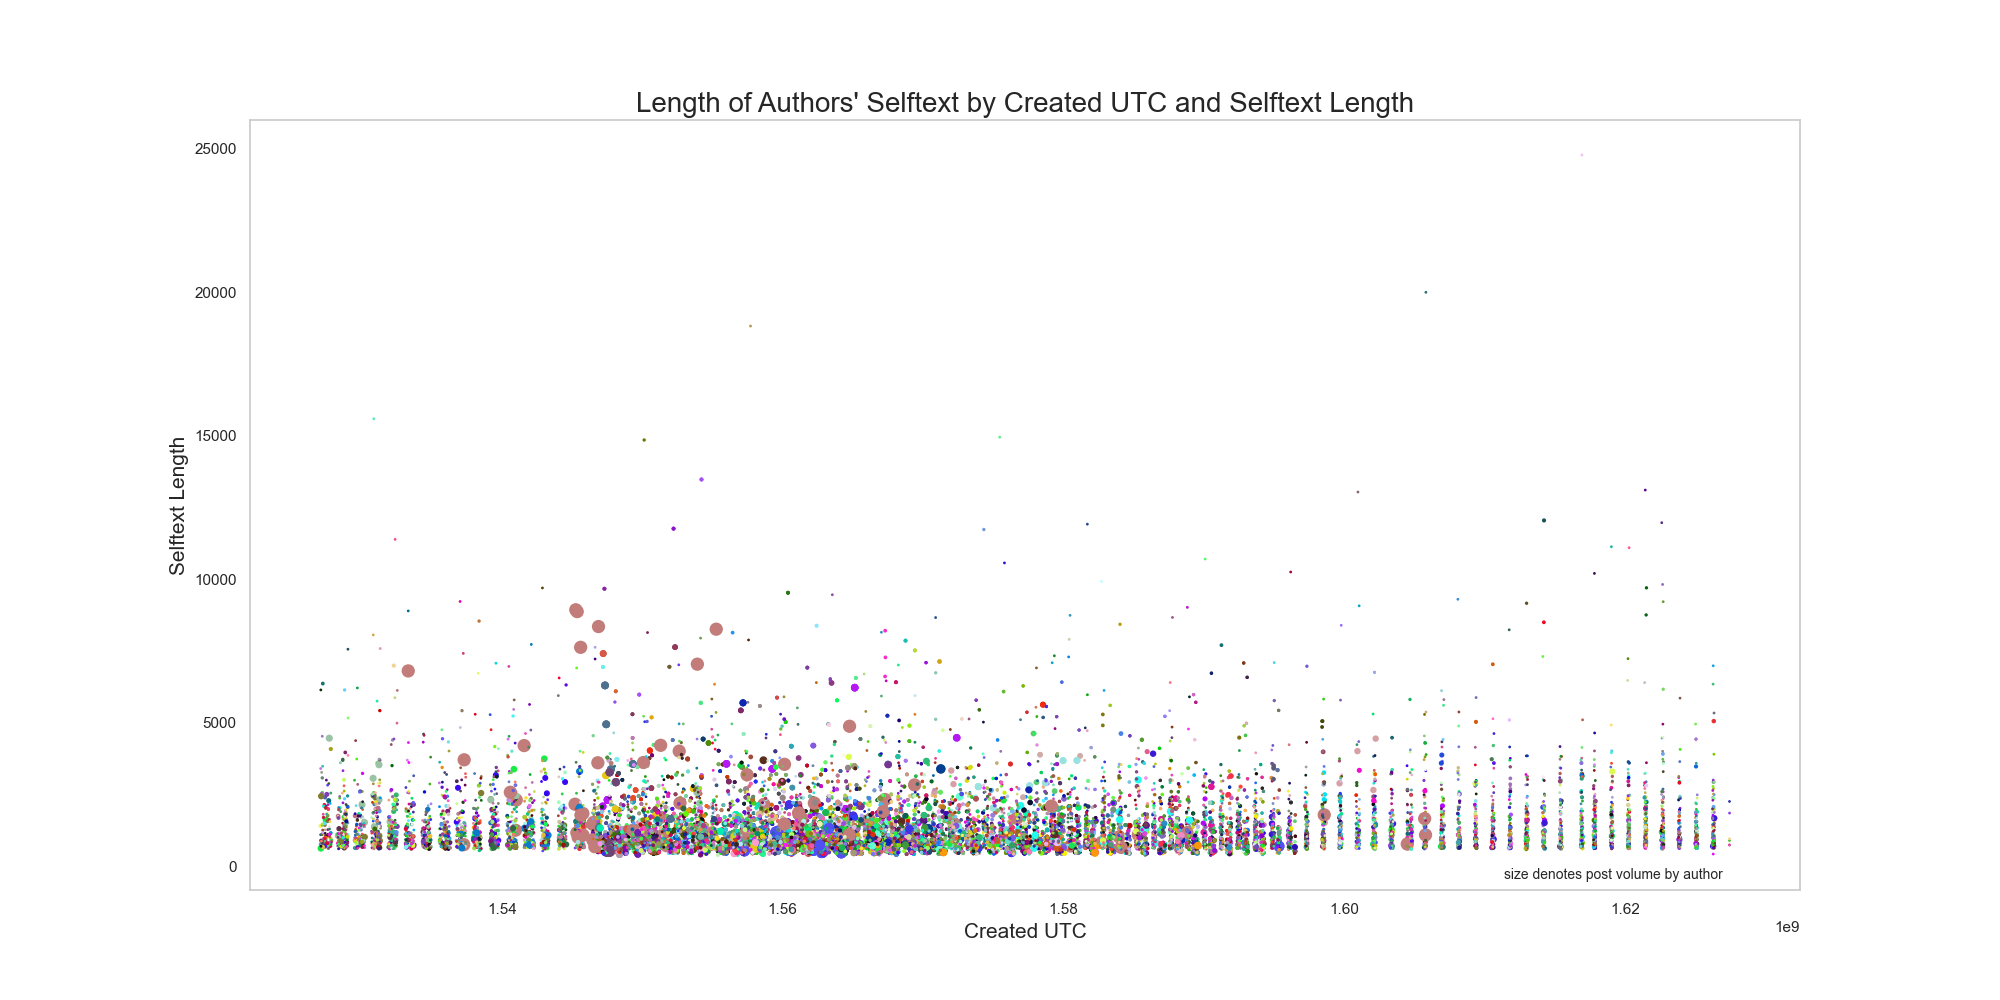 Length of Authors' Selftext by Created UTC and Selftext Length
25000
20000
15000
10000
5000
0
Selftext Length
size denotes post volume by author
1.54 1.56 1.58 1.60 1.62
1e9
Created UTC